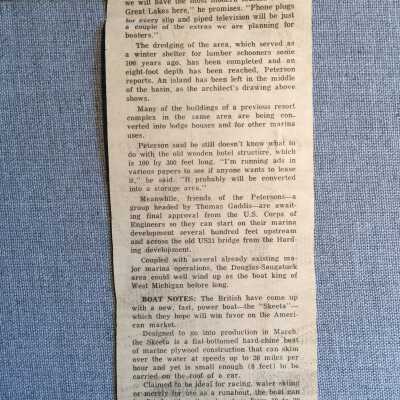 we will have the most modern
Great Lakes here," he promises. "Phone plugs
for every slip and piped television will be just
a couple of the extras we are planning for
boaters."
The dredging of the area, which served as
a winter shelter for lumber schooners some
100 years ago, has been completed and an
eight-foot depth has been reached, Peterson
reports. An island has been left in the middle
of the basin, as the architect's drawing above
shows.
Many of the buildings of a previous resort
complex in the same area are being con-
verted into lodge houses and for other marina
uses.
Peterson said he still doesn't know what to
do with the old wooden hotel structure, which
is 100 by 300 feet long. "I'm running ads in
various papers to see if anyone wants to lease
it," he said. "It probably will be converted
into a storage area."
Meanwhile, friends of the Petersons—a
group headed by Thomas Gaddis—are await-
ing final approval from the U.S. Corps of
Engineers so they can start on their marina
development several hundred feet upstream
and across the old US31 bridge from the Hard-
ing development.
Coupled with several already existing ma-
jor marina operations, the Douglas-Saugatuck
area could well wind up as the boat king of
West Michigan before long.
BOAT NOTES: The British have come up
with a new, fast, power boat—the "Skeeta"—
which they hope will win favor on the Ameri-
can market.
Designed to go into production in March,
the Skeeta is a flat-bottomed hard-chine boat
of marine plywood construction that can skim
over the water at speeds up to 36 miles per
hour and yet is small enough (8 feet) to be
carried on the roof of a car.
Claimed to be ideal for racing, water skiing
or merely for use as a runabout, the boat can